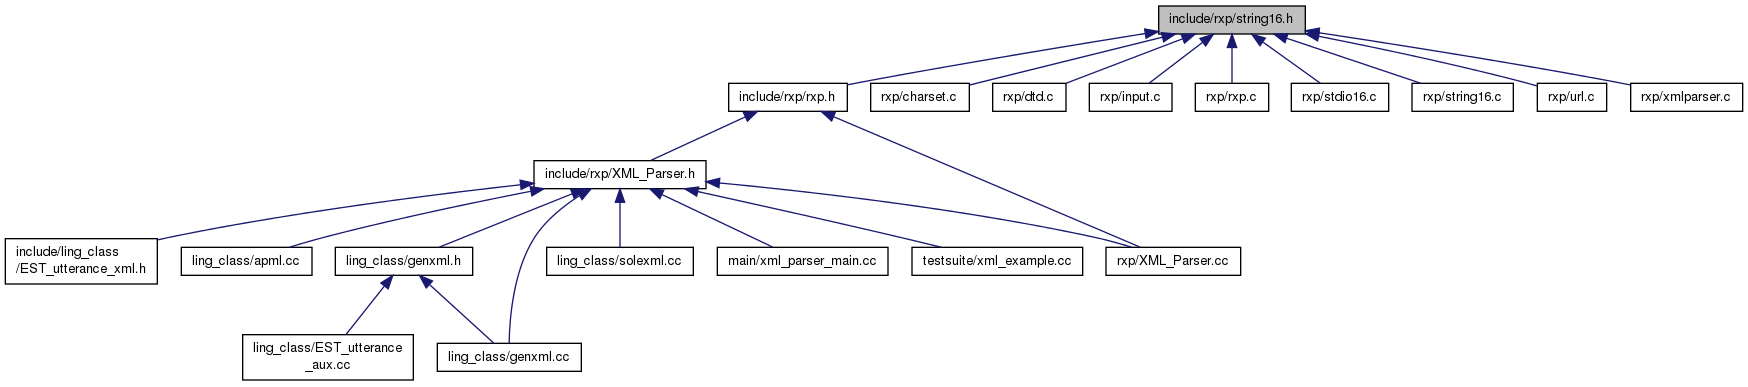 include/rxp/string16.h
include/rxp/rxp.h
rxp/charset.c
rxp/dtd.c
rxp/input.c
rxp/rxp.c
rxp/stdio16.c
rxp/string16.c
rxp/url.c
rxp/xmlparser.c
include/rxp/XML_Parser.h
include/ling_class
/EST_utterance_xml.h
ling_class/apml.cc
ling_class/genxml.h
ling_class/solexml.cc
main/xml_parser_main.cc
testsuite/xml_example.cc
rxp/XML_Parser.cc
ling_class/EST_utterance
_aux.cc
ling_class/genxml.cc